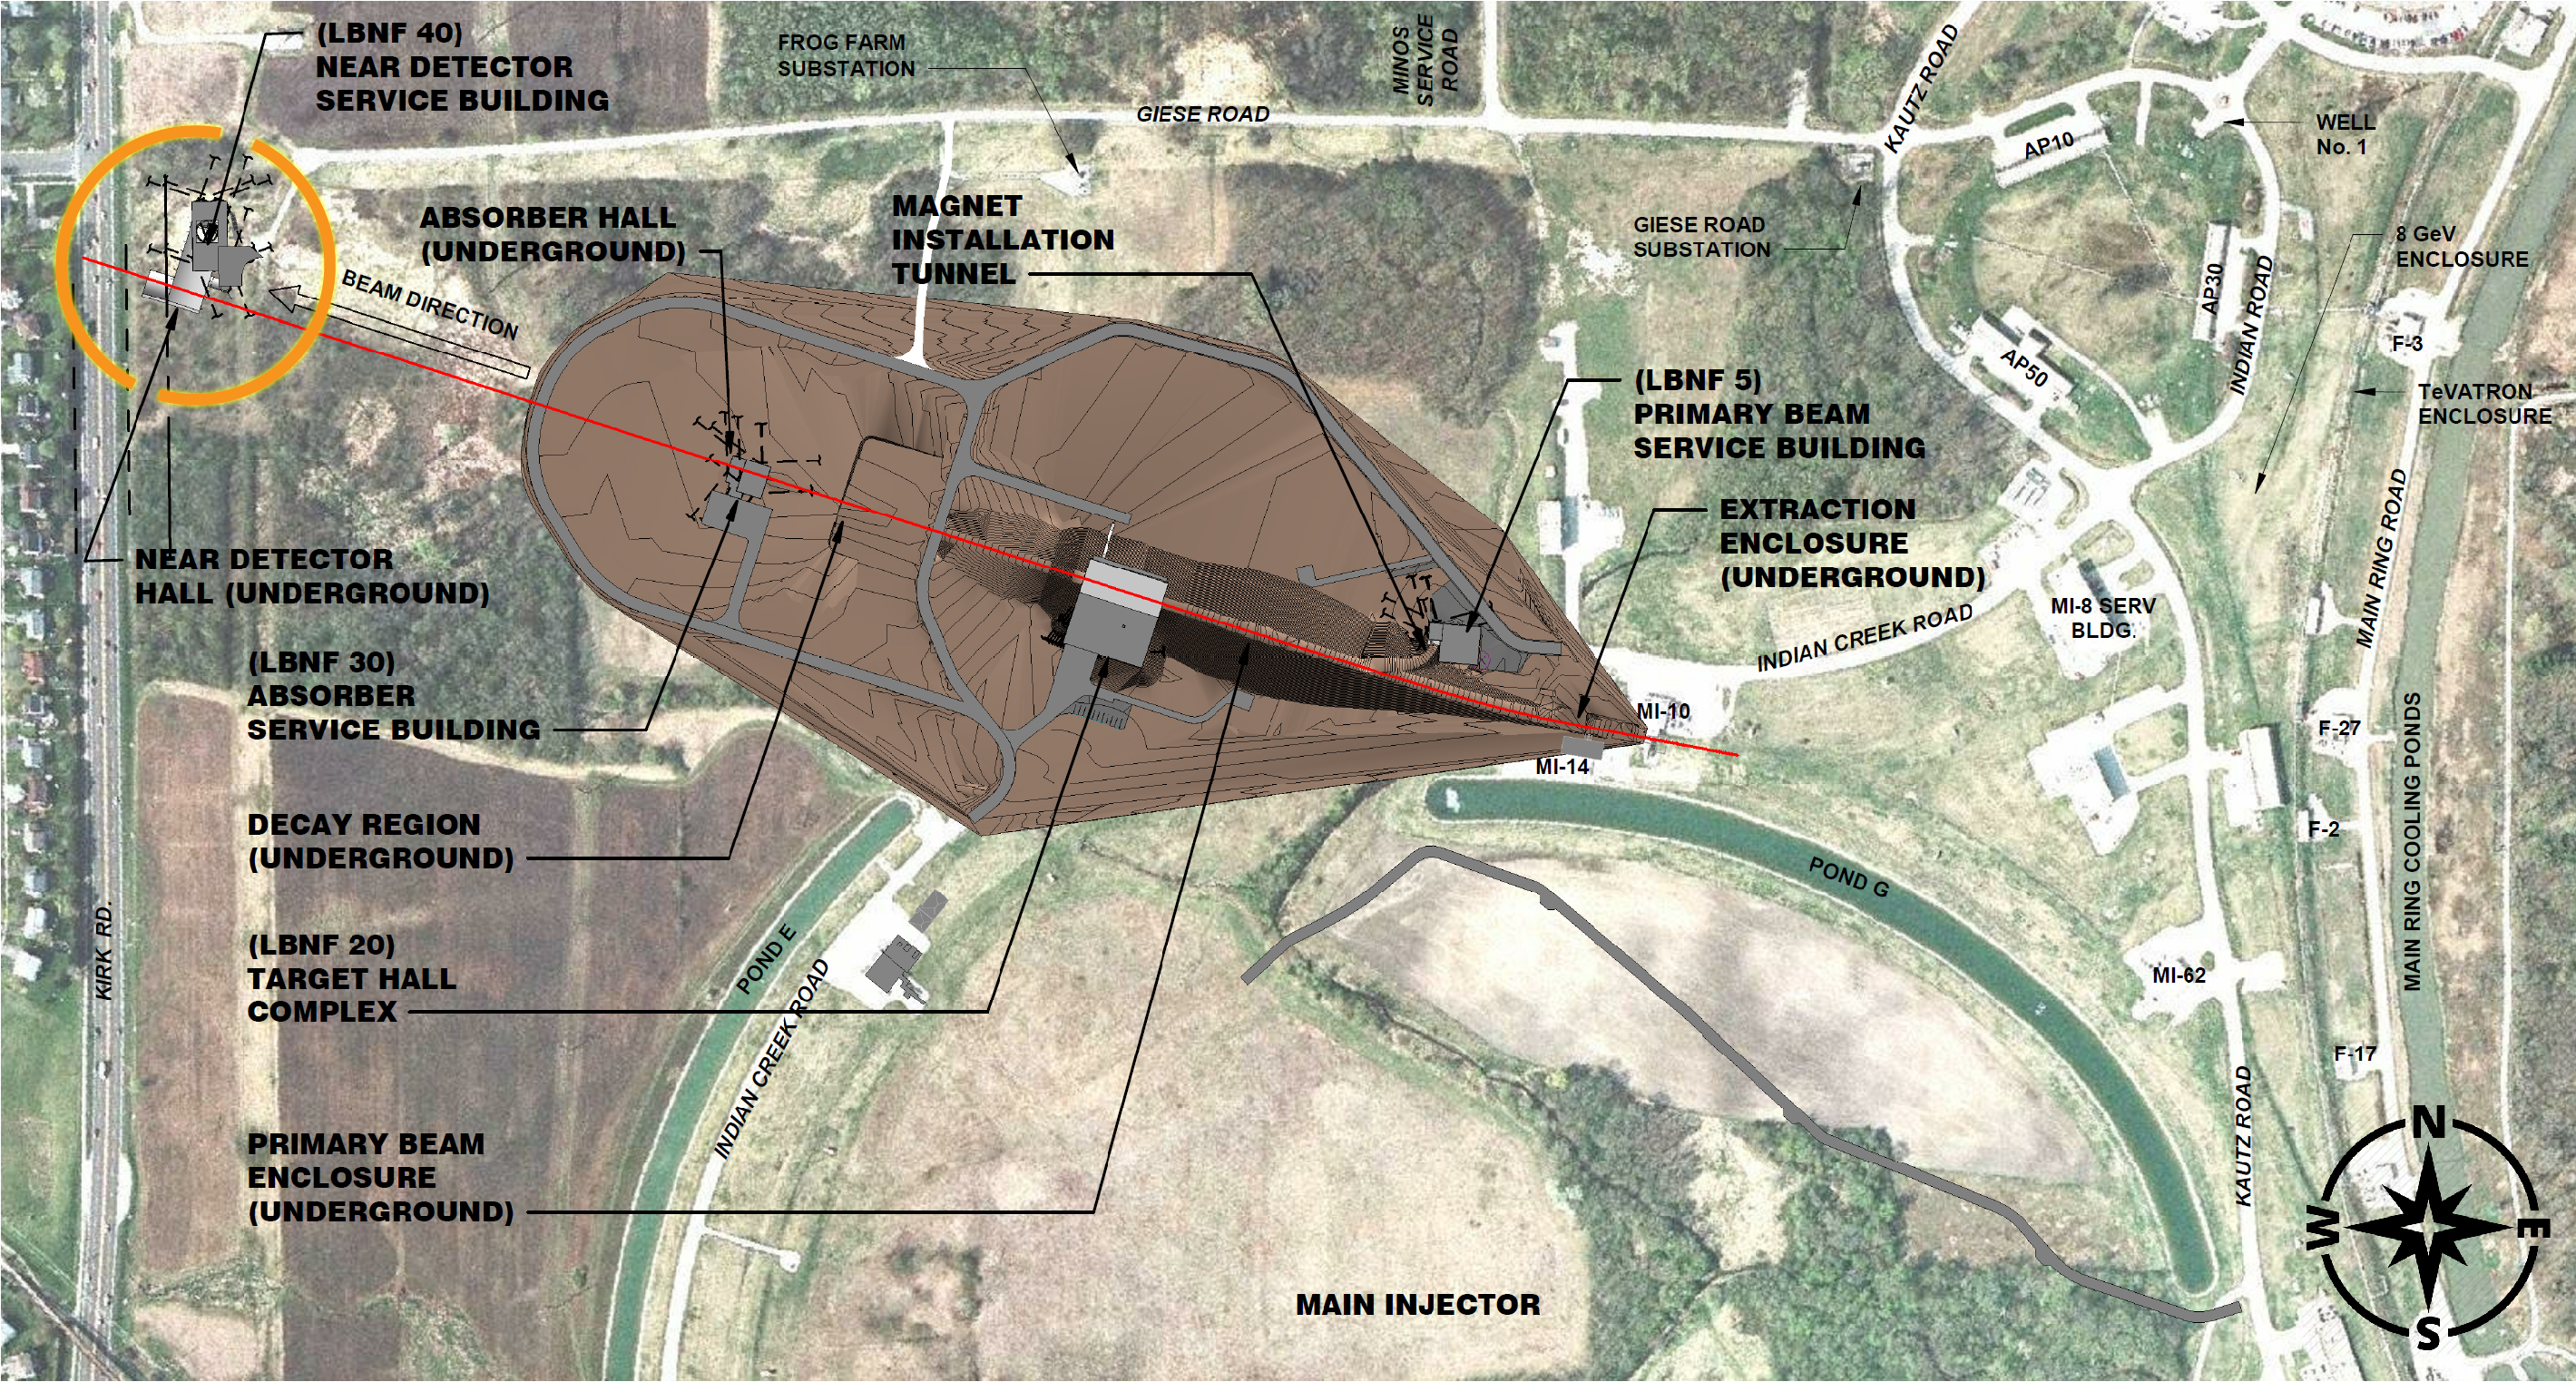 (LBNF 40)
NEAR DETECTOR
SERVICE BUILDING
FROG FARM
SUBSTATION
MINOS
SERVICE
ROAD
GIESE ROAD
KAUTZ ROAD
AP10
WELL
No. 1
ABSORBER HALL
(UNDERGROUND)
MAGNET
INSTALLATION
TUNNEL
GIESE ROAD
SUBSTATION
AP30
INDIAN ROAD
8 GeV
ENCLOSURE
BEAM DIRECTION
AP50
F-3
(LBNF 5)
PRIMARY BEAM
SERVICE BUILDING
TeVATRON
ENCLOSURE
EXTRACTION
ENCLOSURE
(UNDERGROUND)
MAIN RING ROAD
NEAR DETECTOR
HALL (UNDERGROUND)
INDIAN CREEK ROAD
MI-8 SERV
BLDG.
(LBNF 30)
ABSORBER
SERVICE BUILDING
MI-10
MI-14
F-27
MAIN RING COOLING PONDS
DECAY REGION
(UNDERGROUND)
F-2
POND G
KIRK RD.
POND E
(LBNF 20)
TARGET HALL
COMPLEX
INDIAN CREEK ROAD
MI-62
F-17
KAUTZ ROAD
PRIMARY BEAM
ENCLOSURE
(UNDERGROUND)
MAIN INJECTOR
N
W
E
S